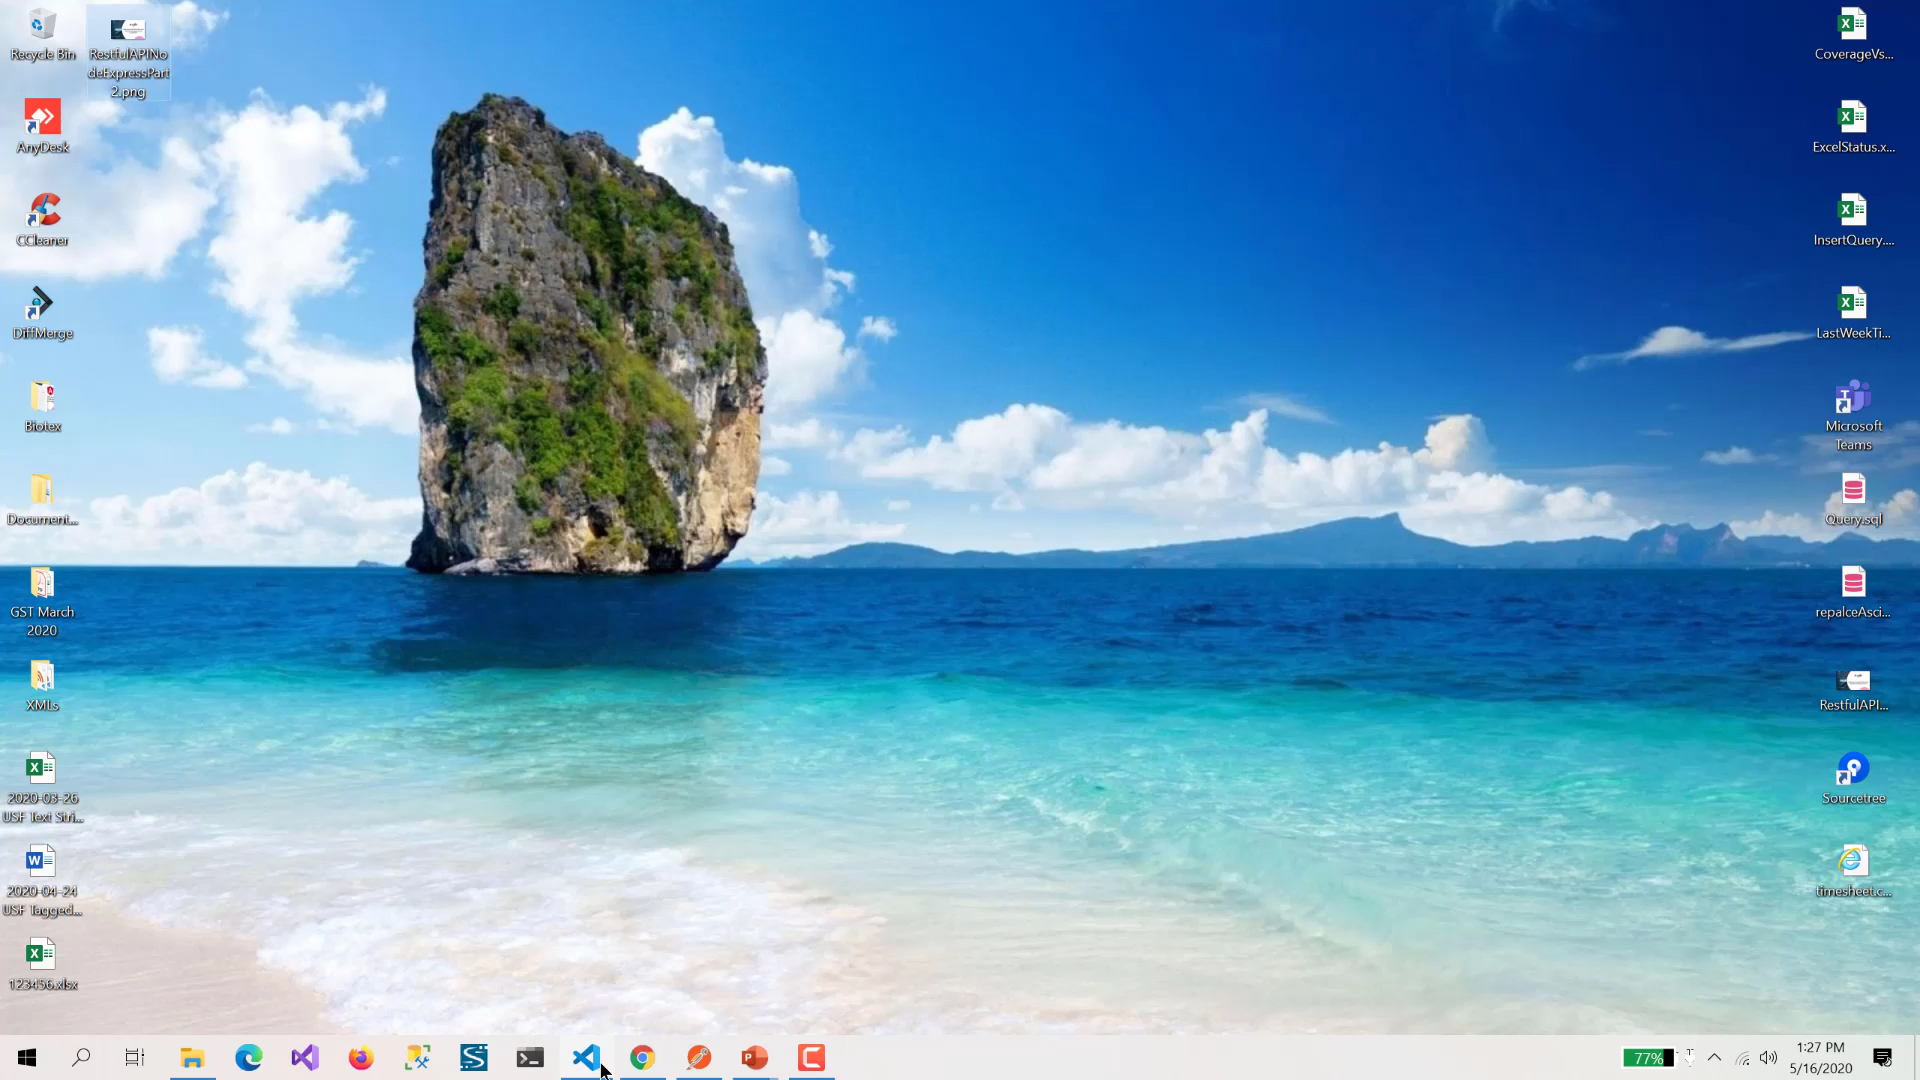 Recycle Bin
RestfulAPINo
deExpressPart
2.png
AnyDesk
CCleaner
DiffMerge
Biotex
Document...
GST March
2020
XMLs
2020-03-26
USF Text Stri...
2020-04-24
USF Tagged...
123456.xlsx
CoverageVs...
ExcelStatus.x...
InsertQuery....
LastWeekTi...
Microsoft
Teams
Query.sql
repalceAsci...
RestfulAPI...
Sourcetree
timesheet.c...
77%
1:27 PM
5/16/2020